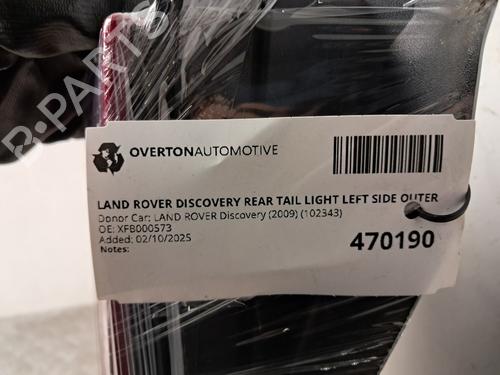 R-PARTS
OVERTONAUTOMOTIVE
LAND ROVER DISCOVERY REAR TAIL LIGHT LEFT SIDE OUTER
Donor Car: LAND ROVER Discovery (2009) (102343)
OE: XFB000573
Added: 02/10/2025
Notes:
470190